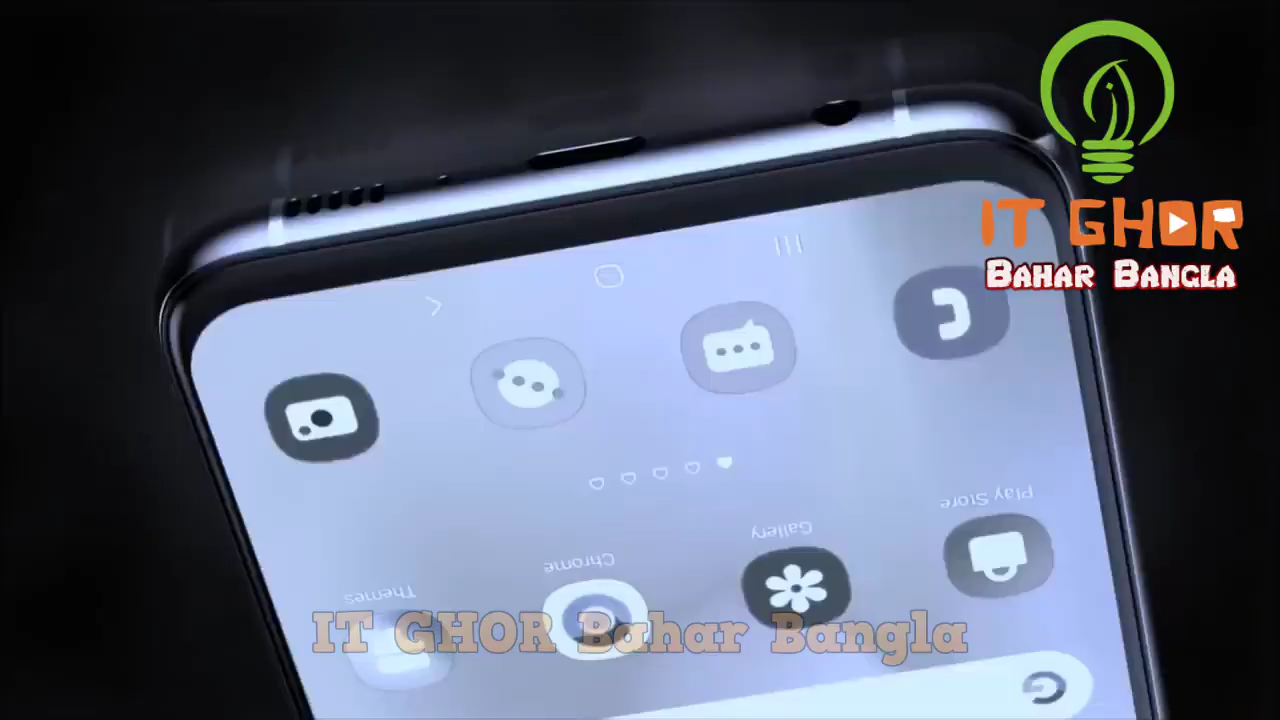 IT GHOR
BAHAR BANGLA
Play Store
Gallery
Chrome
Themes
IT GHOR Bahar Bangla
G